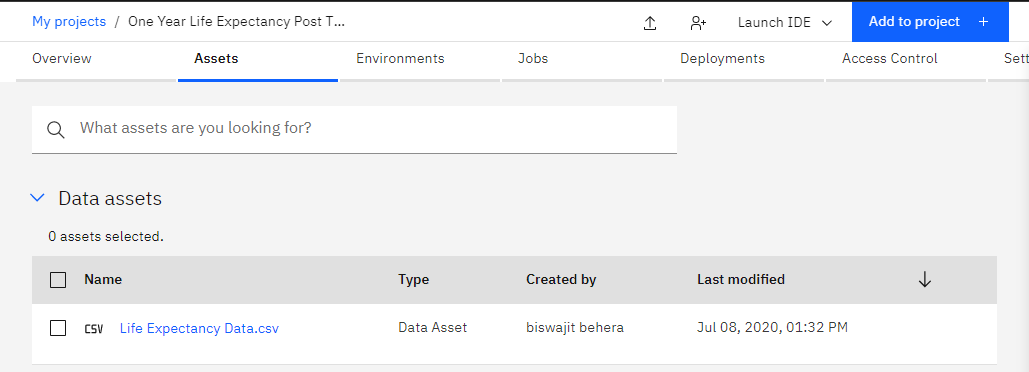 My projects / One Year Life Expectancy Post T... Launch IDE Add to project +
Overview Assets Environments Jobs Deployments Access Control Sett
What assets are you looking for?
Data assets
0 assets selected.
Name Type Created by Last modified
CSV Life Expectancy Data.csv Data Asset biswajit behera Jul 08, 2020, 01:32 PM